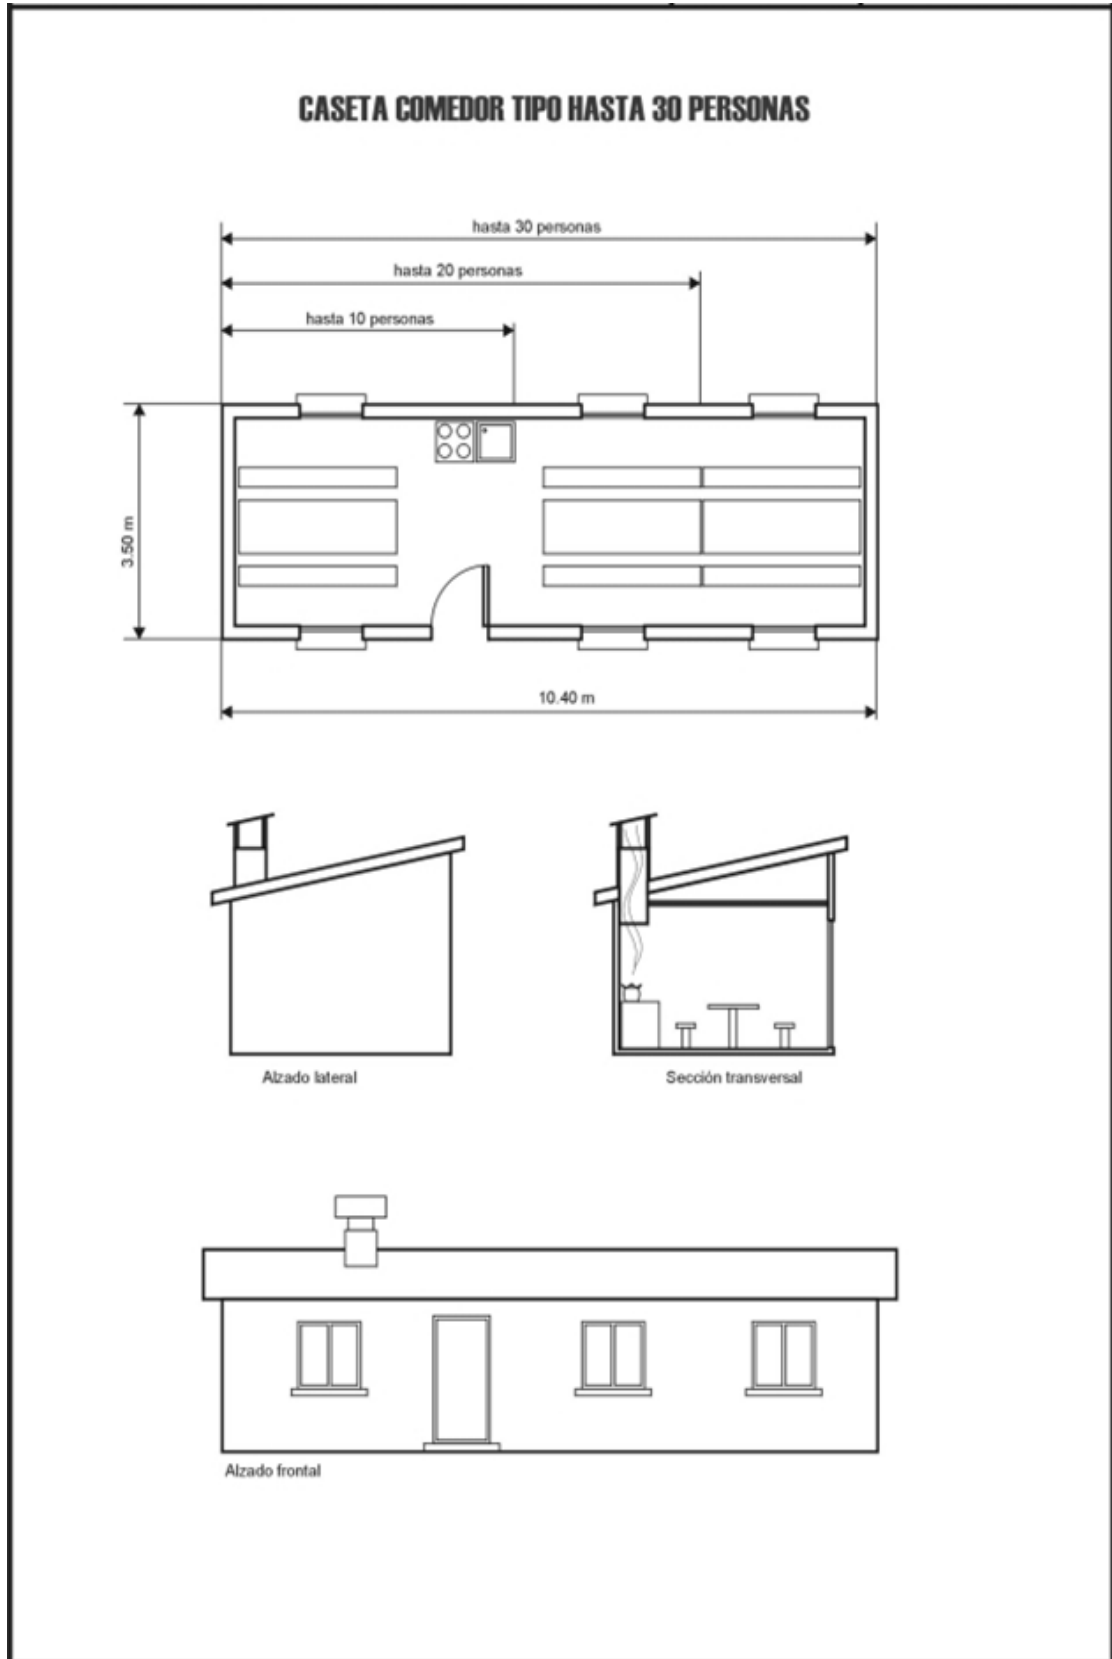 CASETA COMEDOR TIPO HASTA 30 PERSONAS
hasta 30 personas
hasta 20 personas
hasta 10 personas
3.50 m
10.40 m
Alzado lateral
Sección transversal
Alzado frontal